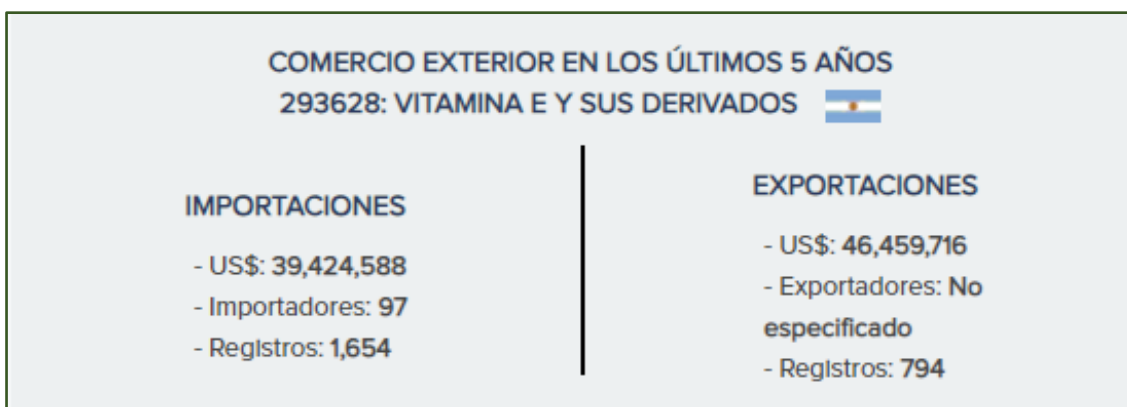 COMERCIO EXTERIOR EN LOS ÚLTIMOS 5 AÑOS
293628: VITAMINA E Y SUS DERIVADOS
IMPORTACIONES
- US$: 39,424,588
- Importadores: 97
- Registros: 1,654
EXPORTACIONES
- US$: 46,459,716
- Exportadores: No
especificado
- Registros: 794